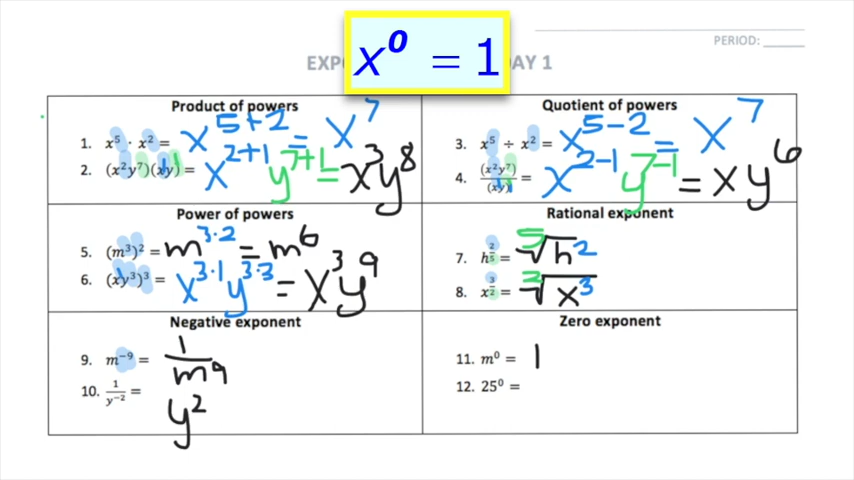 x⁰ = 1
PERIOD: ____
AY 1
Product of powers
1. x⁵ · x² = x⁵⁺² = x⁷
2. (x²y⁷)(xy) = x²⁺¹ y⁷⁺¹ = x³y⁸
Quotient of powers
3. x⁵ ÷ x² = x⁵⁻² = x⁷
4. (x²y⁷)/(xy) = x²⁻¹ y⁷⁻¹ = xy⁶
Power of powers
5. (m³)² = m³·² = m⁶
6. (xy³)³ = x³·¹ y³·³ = x³y⁹
Rational exponent
7. h^(2/5) = ⁵√h²
8. x^(3/2) = ²√x³
Negative exponent
9. m⁻⁹ = 1/m⁹
10. 1/y⁻² = y²
Zero exponent
11. m⁰ = 1
12. 25⁰ =